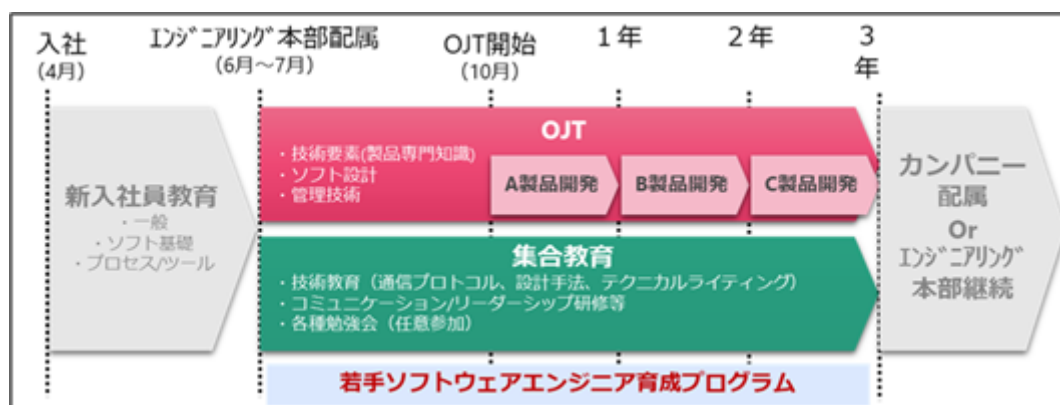 入社
(4月)
エンジニアリング本部配属
(6月～7月)
OJT開始
(10月)
1年
2年
3
年
新入社員教育
・一般
・ソフト基礎
・プロセス/ツール
OJT
・技術要素(製品専門知識)
・ソフト設計
・管理技術
A製品開発
B製品開発
C製品開発
集合教育
・技術教育（通信プロトコル、設計手法、テクニカルライティング）
・コミュニケーション/リーダーシップ研修等
・各種勉強会（任意参加）
カンパニー
配属
Or
エンジニアリング
本部継続
若手ソフトウェアエンジニア育成プログラム